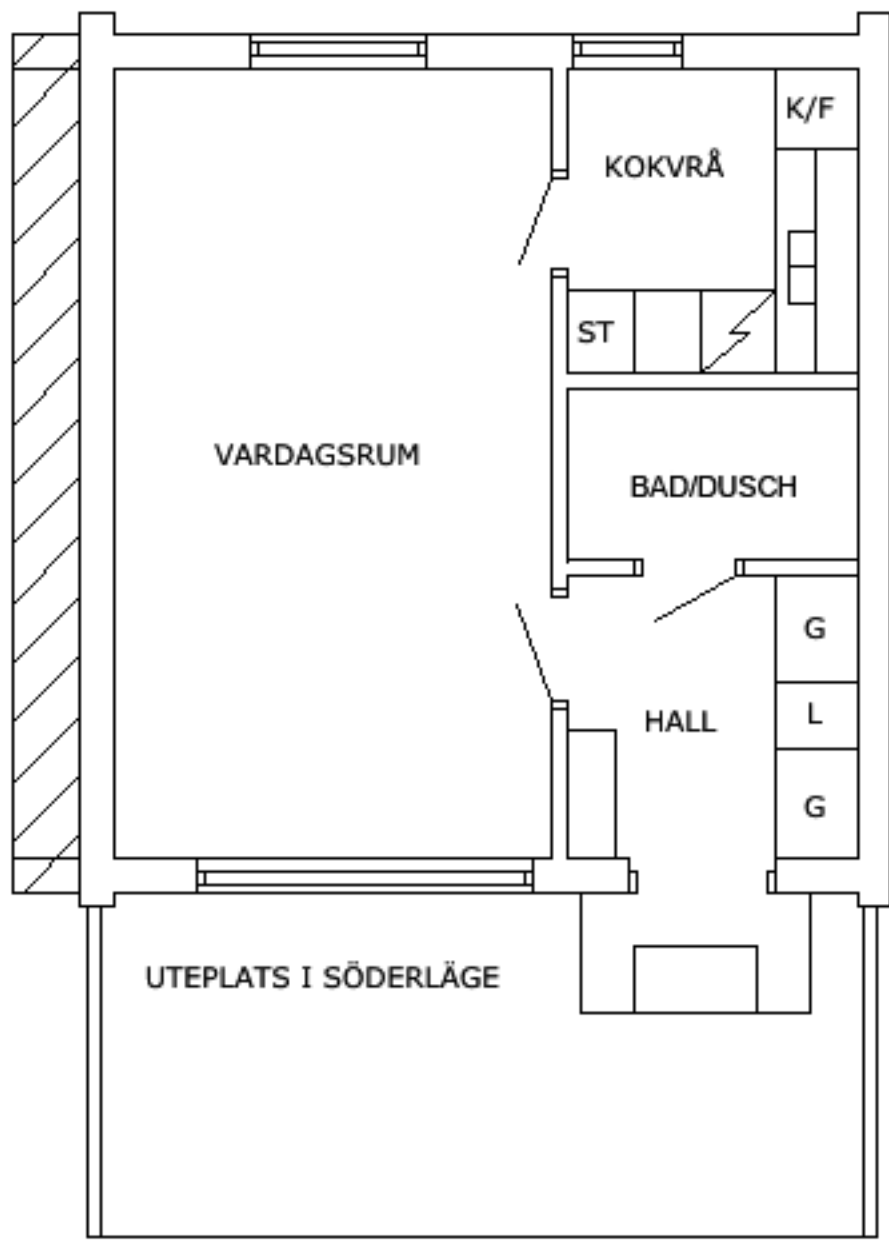 K/F
KOKVRÅ
ST
VARDAGSRUM
BAD/DUSCH
G
HALL
L
G
UTEPLATS I SÖDERLÄGE